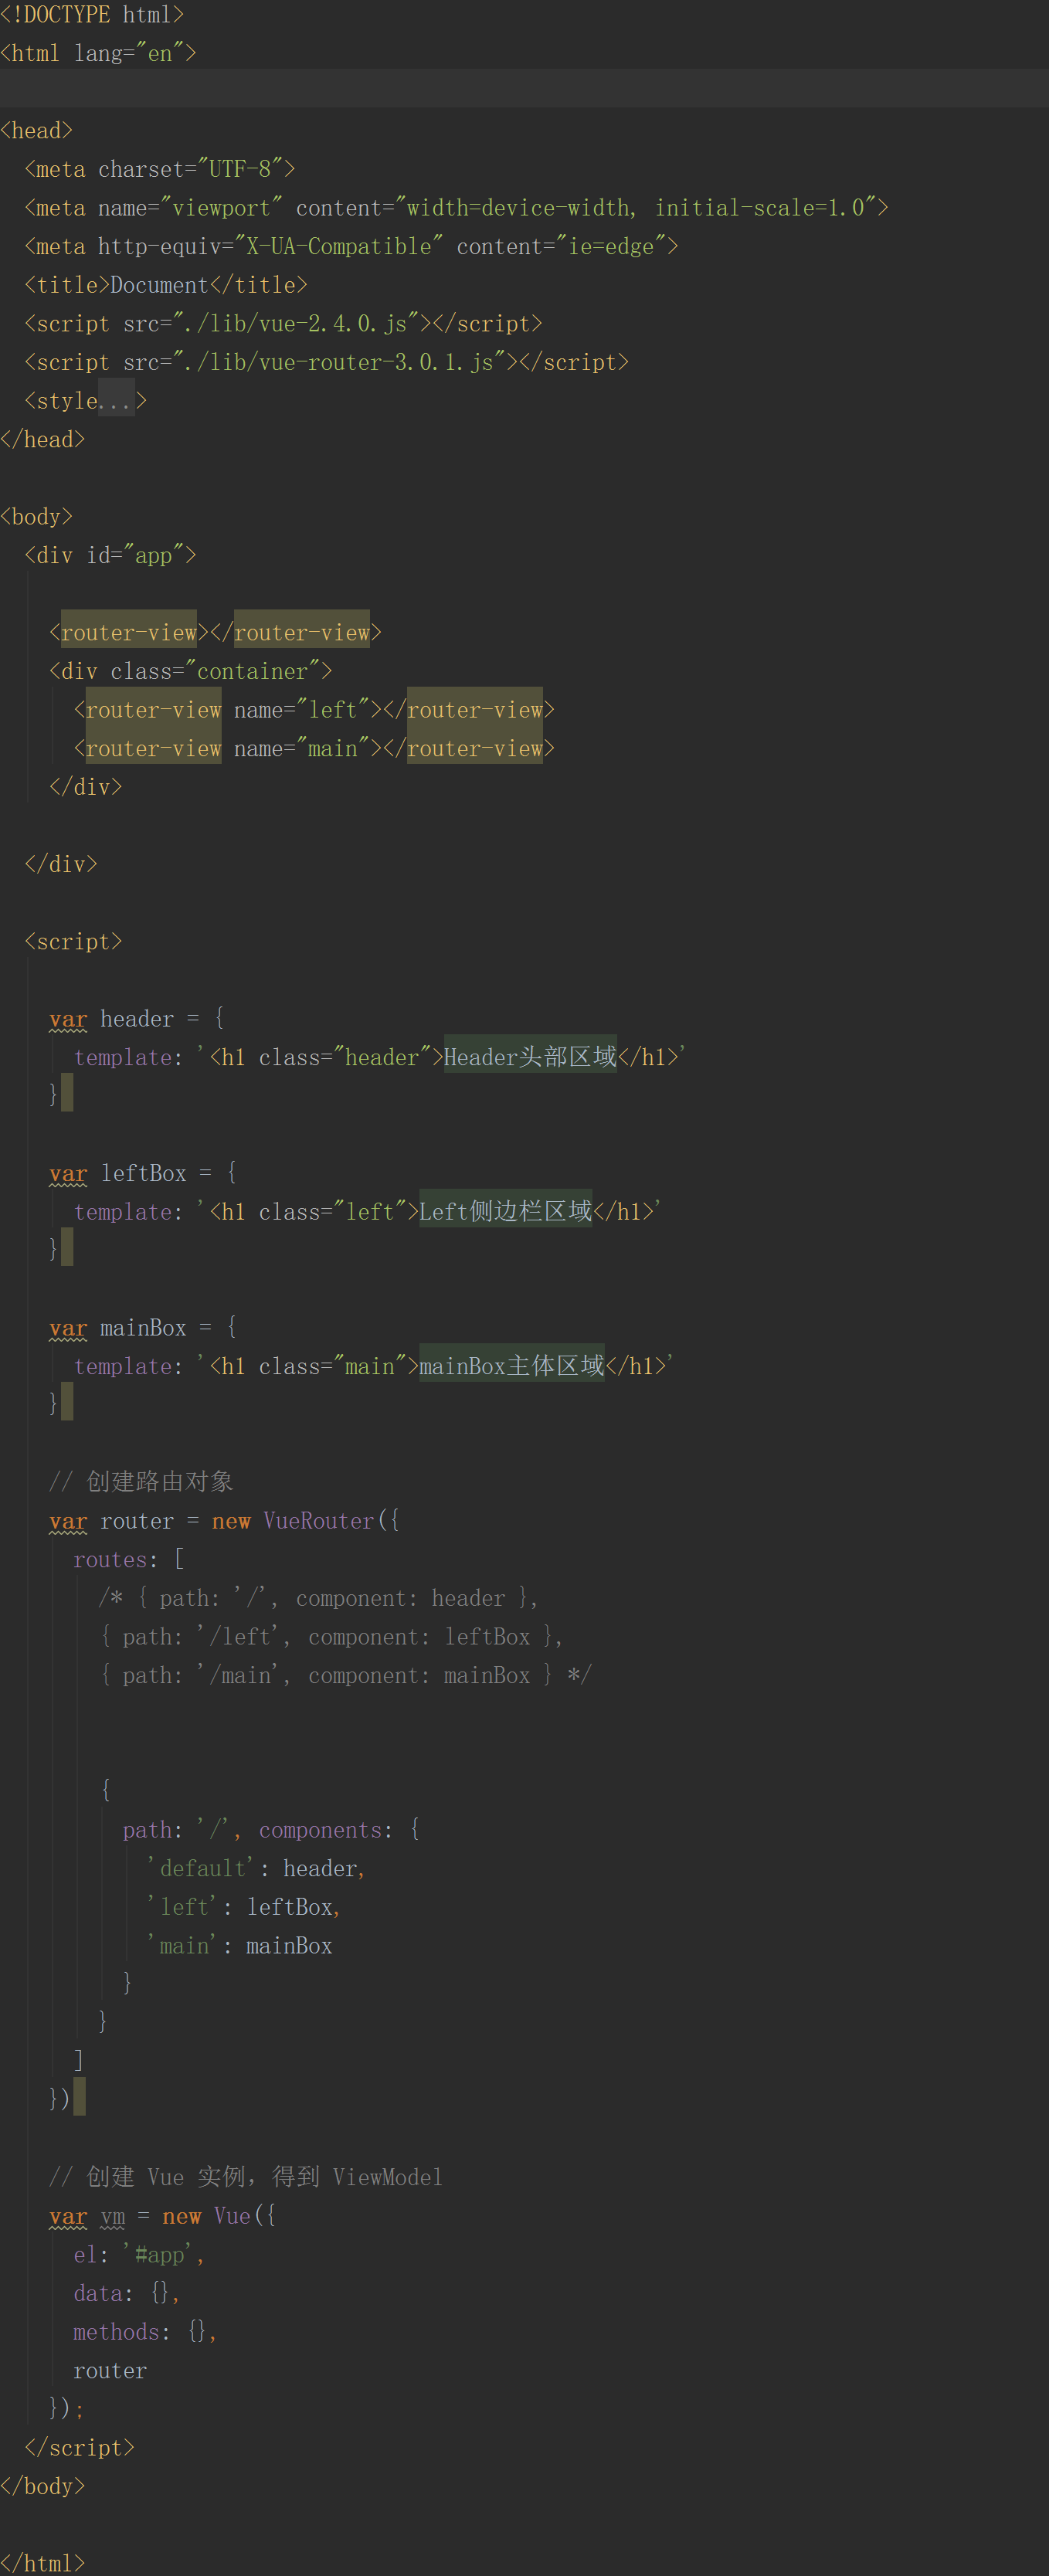 <!DOCTYPE html>
<html lang="en">
<head>
<meta charset="UTF-8">
<meta name="viewport" content="width=device-width, initial-scale=1.0">
<meta http-equiv="X-UA-Compatible" content="ie=edge">
<title>Document</title>
<script src="./lib/vue-2.4.0.js"></script>
<script src="./lib/vue-router-3.0.1.js"></script>
<style...>
</head>
<body>
<div id="app">
<router-view></router-view>
<div class="container">
<router-view name="left"></router-view>
<router-view name="main"></router-view>
</div>
</div>
<script>
var header = {
template: '<h1 class="header">Header头部区域</h1>'
}
var leftBox = {
template: '<h1 class="left">Left侧边栏区域</h1>'
}
var mainBox = {
template: '<h1 class="main">mainBox主体区域</h1>'
}
// 创建路由对象
var router = new VueRouter({
routes: [
/* { path: '/', component: header },
{ path: '/left', component: leftBox },
{ path: '/main', component: mainBox } */
{
path: '/', components: {
'default': header,
'left': leftBox,
'main': mainBox
}
}
]
})
// 创建 Vue 实例，得到 ViewModel
var vm = new Vue({
el: '#app',
data: {},
methods: {},
router
});
</script>
</body>
</html>